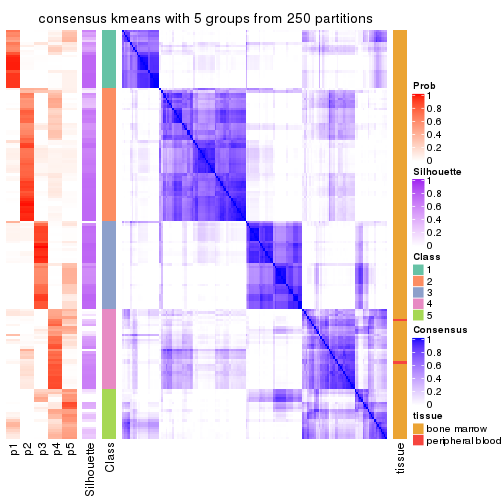 consensus kmeans with 5 groups from 250 partitions
Prob
1
0.8
0.6
0.4
0.2
0
Silhouette
1
0.8
0.6
0.4
0.2
0
Class
1
2
3
4
5
Consensus
1
0.8
0.6
0.4
0.2
0
tissue
bone marrow
peripheral blood
p1
p2
p3
p4
p5
Silhouette
Class
tissue